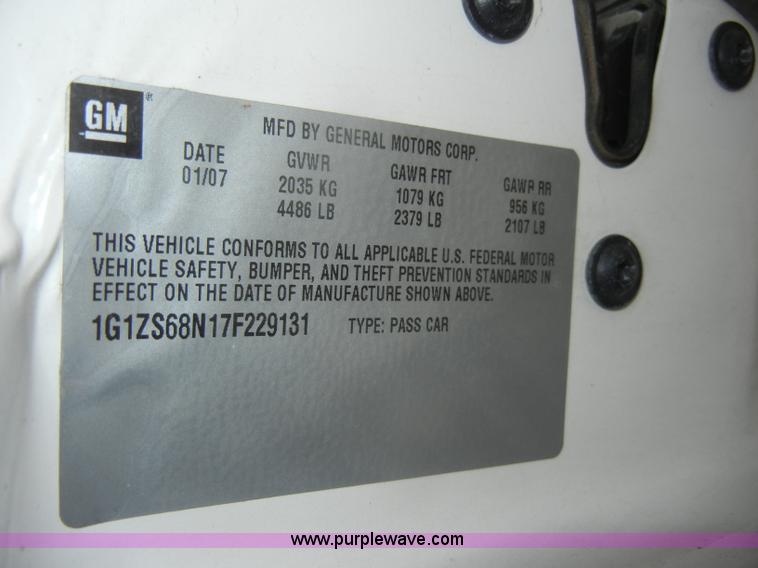 GM ®
MFD BY GENERAL MOTORS CORP.
DATE GVWR GAWR FRT GAWR RR
01/07 2035 KG 1079 KG 956 KG
4486 LB 2379 LB 2107 LB
THIS VEHICLE CONFORMS TO ALL APPLICABLE U.S. FEDERAL MOTOR
VEHICLE SAFETY, BUMPER, AND THEFT PREVENTION STANDARDS IN
EFFECT ON THE DATE OF MANUFACTURE SHOWN ABOVE.
1G1ZS68N17F229131 TYPE: PASS CAR
www.purplewave.com